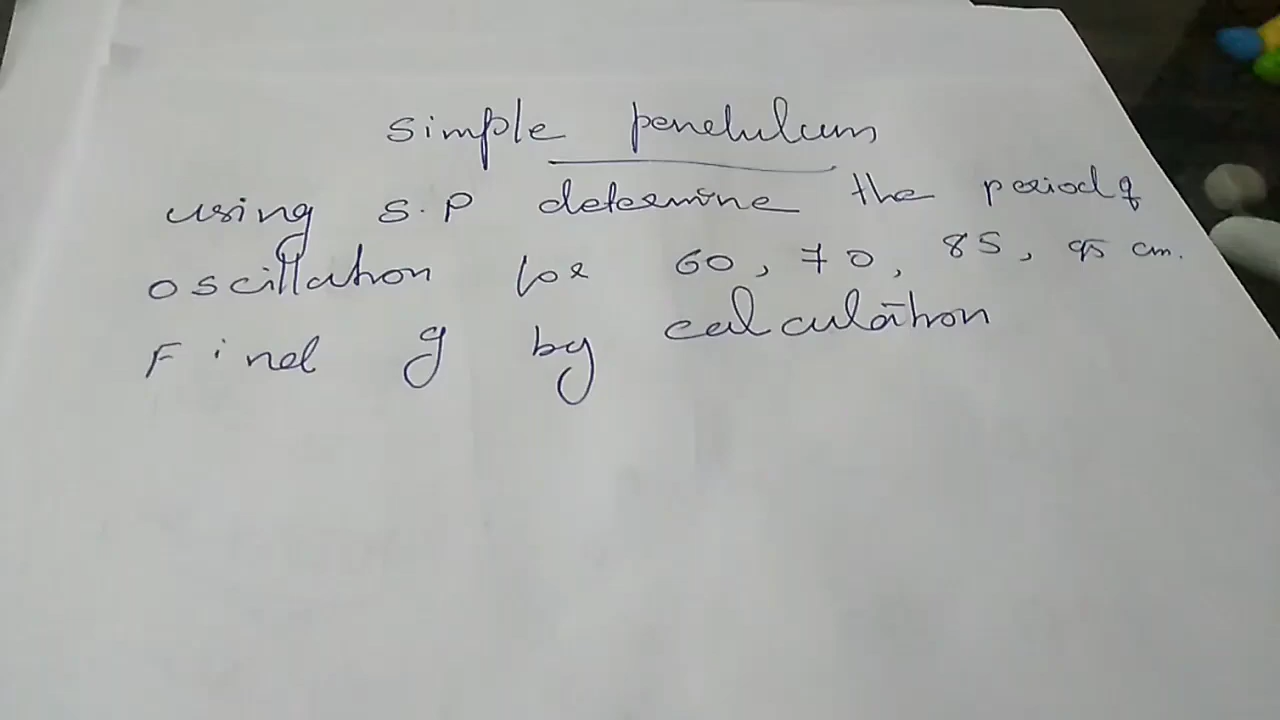 simple pendulum
using S.P determine the period of
oscillation for 60, 70, 85, 95 cm.
Find g by calculation